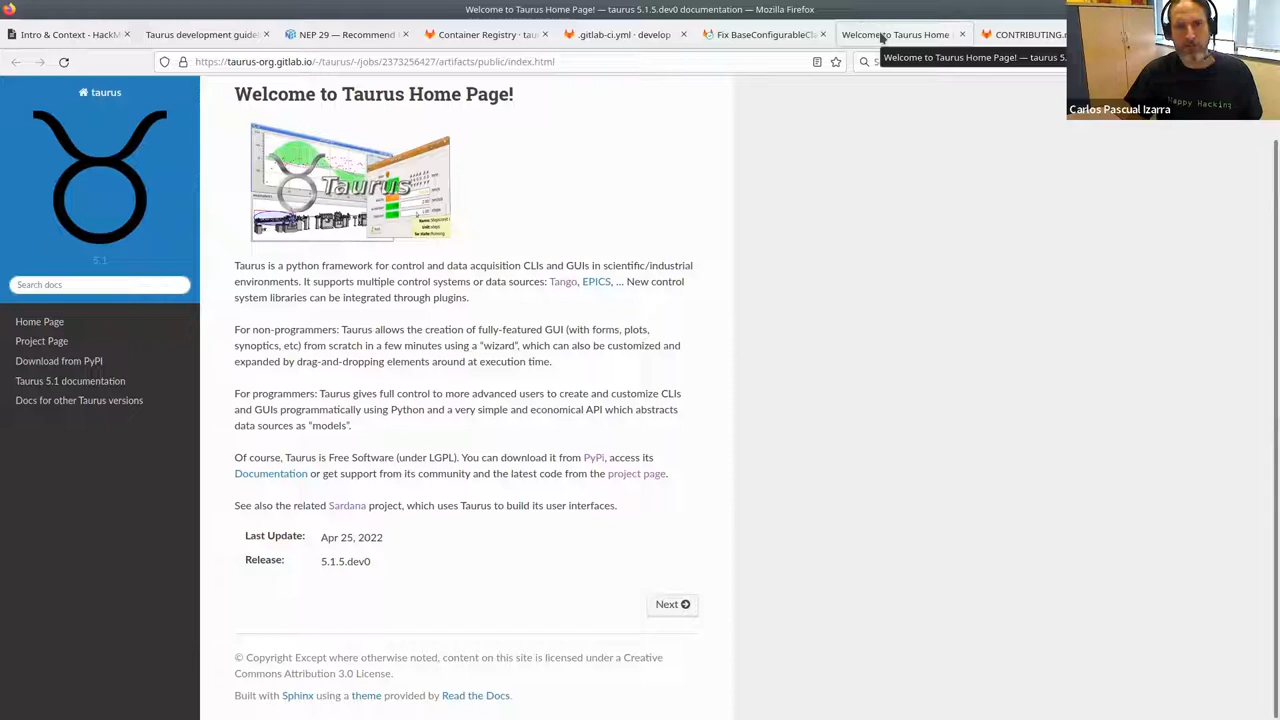 Welcome to Taurus Home Page! — taurus 5.1.5.dev0 documentation — Mozilla Firefox
Intro & Context - HackM
Taurus development guide
NEP 29 — Recommend
Container Registry · tau
.gitlab-ci.yml · develop
Fix BaseConfigurableCla
Welcome to Taurus Home
CONTRIBUTING.
https://taurus-org.gitlab.io/-/taurus/-/jobs/2373256427/artifacts/public/index.html
Welcome to Taurus Home Page! — taurus 5.
Happy Hacking
Carlos Pascual Izarra
taurus
5.1
Search docs
Home Page
Project Page
Download from PyPI
Taurus 5.1 documentation
Docs for other Taurus versions
Welcome to Taurus Home Page!
Taurus
Taurus is a python framework for control and data acquisition CLIs and GUIs in scientific/industrial
environments. It supports multiple control systems or data sources: Tango, EPICS, ... New control
system libraries can be integrated through plugins.
For non-programmers: Taurus allows the creation of fully-featured GUI (with forms, plots,
synoptics, etc) from scratch in a few minutes using a “wizard”, which can also be customized and
expanded by drag-and-dropping elements around at execution time.
For programmers: Taurus gives full control to more advanced users to create and customize CLIs
and GUIs programmatically using Python and a very simple and economical API which abstracts
data sources as “models”.
Of course, Taurus is Free Software (under LGPL). You can download it from PyPi, access its
Documentation or get support from its community and the latest code from the project page.
See also the related Sardana project, which uses Taurus to build its user interfaces.
Last Update: Apr 25, 2022
Release: 5.1.5.dev0
Next
© Copyright Except where otherwise noted, content on this site is licensed under a Creative
Commons Attribution 3.0 License.
Built with Sphinx using a theme provided by Read the Docs.